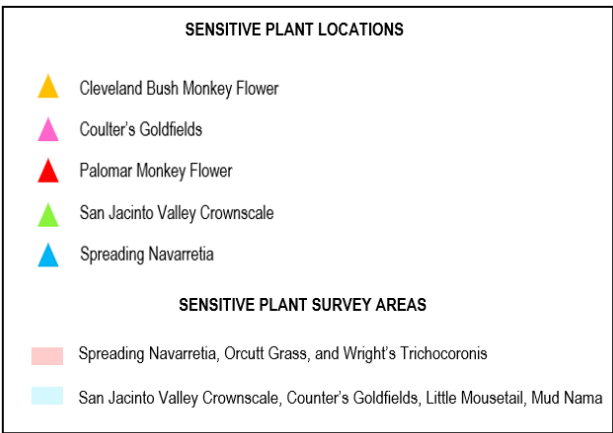 SENSITIVE PLANT LOCATIONS
Cleveland Bush Monkey Flower
Coulter's Goldfields
Palomar Monkey Flower
San Jacinto Valley Crownscale
Spreading Navarretia
SENSITIVE PLANT SURVEY AREAS
Spreading Navarretia, Orcutt Grass, and Wright's Trichocoronis
San Jacinto Valley Crownscale, Counter's Goldfields, Little Mousetail, Mud Nama